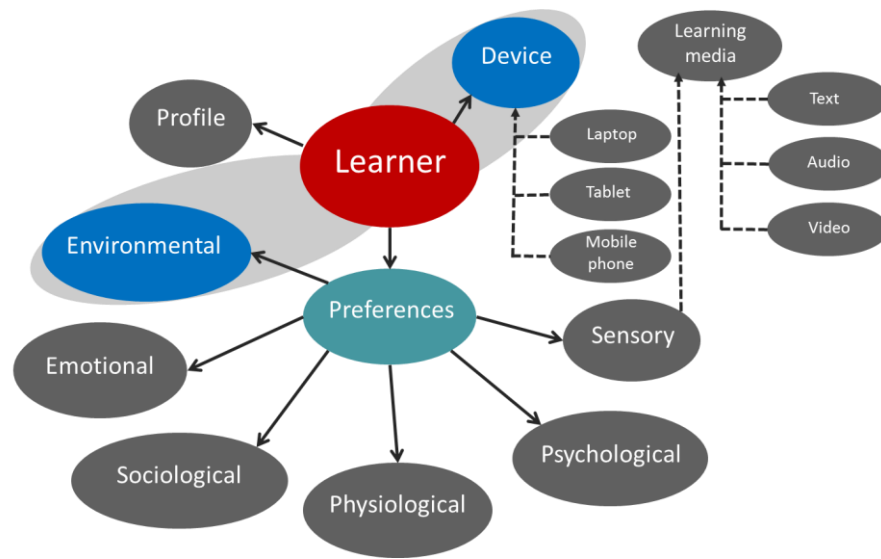 Device
Learning
media
Profile
Text
Laptop
Learner
Audio
Tablet
Environmental
Video
Mobile
phone
Preferences
Sensory
Emotional
Psychological
Sociological
Physiological